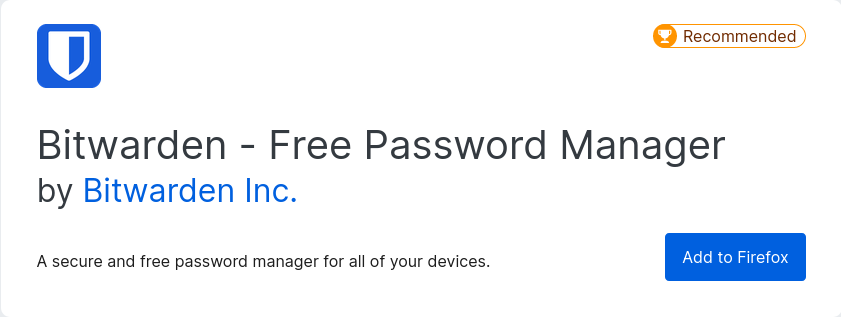 Recommended
Bitwarden - Free Password Manager
by Bitwarden Inc.
A secure and free password manager for all of your devices.
Add to Firefox